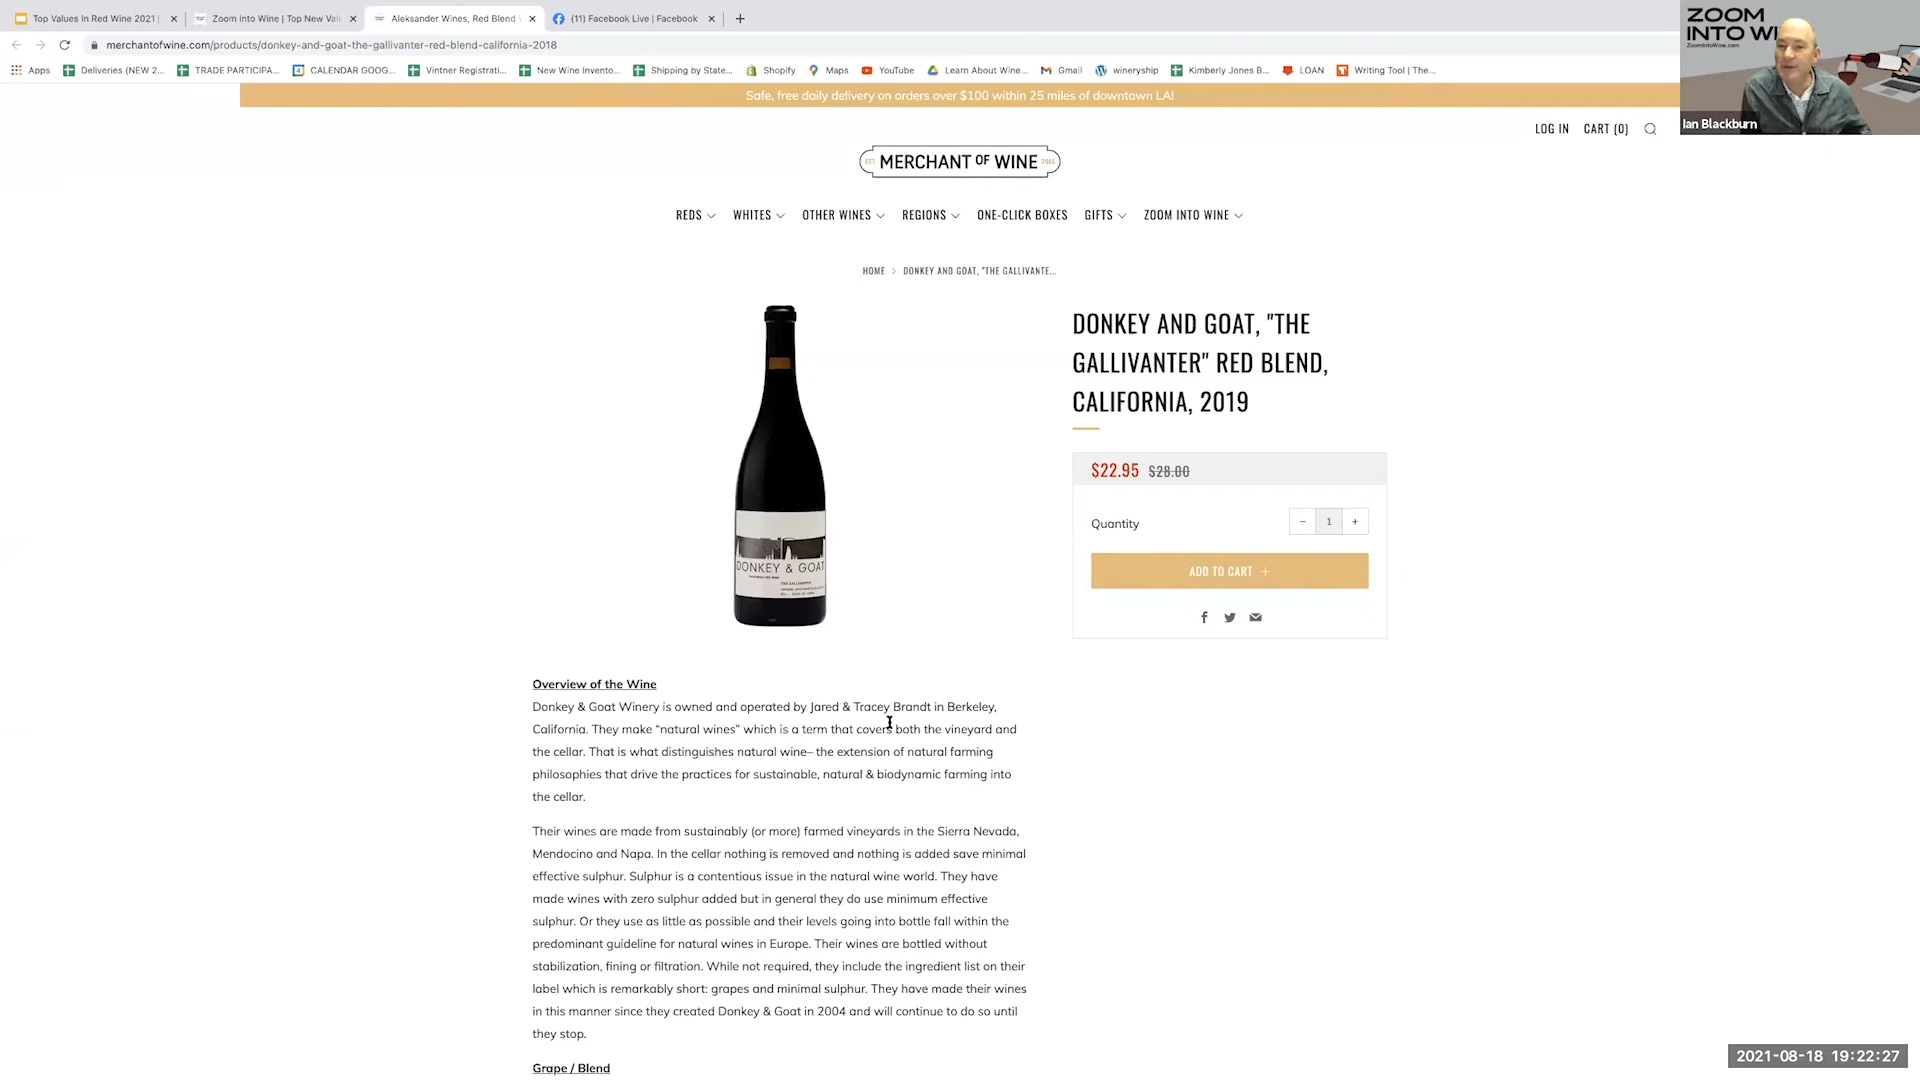 Top Values In Red Wine 2021 |
Zoom Into Wine | Top New Valu
Aleksander Wines, Red Blend
(11) Facebook Live | Facebook
merchantofwine.com/products/donkey-and-goat-the-gallivanter-red-blend-california-2018
Apps
Deliveries (NEW 2...
TRADE PARTICIPA...
CALENDAR GOOG...
Vintner Registrati...
New Wine Invento...
Shipping by State...
Shopify
Maps
YouTube
Learn About Wine...
Gmail
wineryship
Kimberly Jones B...
LOAN
Writing Tool | The...
ZOOM
INTO WI
ZoomIntoWine.com
Ian Blackburn
Safe, free daily delivery on orders over $100 within 25 miles of downtown LA!
LOG IN CART (0)
EST. MERCHANT OF WINE
REDS WHITES OTHER WINES REGIONS ONE-CLICK BOXES GIFTS ZOOM INTO WINE
HOME > DONKEY AND GOAT, "THE GALLIVANTE...
DONKEY AND GOAT, "THE
GALLIVANTER" RED BLEND,
CALIFORNIA, 2019
$22.95 $28.00
Quantity
− 1 +
ADD TO CART +
DONKEY & GOAT
THE GALLIVANTER
Overview of the Wine
Donkey & Goat Winery is owned and operated by Jared & Tracey Brandt in Berkeley,
California. They make “natural wines” which is a term that covers both the vineyard and
the cellar. That is what distinguishes natural wine– the extension of natural farming
philosophies that drive the practices for sustainable, natural & biodynamic farming into
the cellar.
Their wines are made from sustainably (or more) farmed vineyards in the Sierra Nevada,
Mendocino and Napa. In the cellar nothing is removed and nothing is added save minimal
effective sulphur. Sulphur is a contentious issue in the natural wine world. They have
made wines with zero sulphur added but in general they do use minimum effective
sulphur. Or they use as little as possible and their levels going into bottle fall within the
predominant guideline for natural wines in Europe. Their wines are bottled without
stabilization, fining or filtration. While not required, they include the ingredient list on their
label which is remarkably short: grapes and minimal sulphur. They have made their wines
in this manner since they created Donkey & Goat in 2004 and will continue to do so until
they stop.
Grape / Blend
2021-08-18 19:22:27